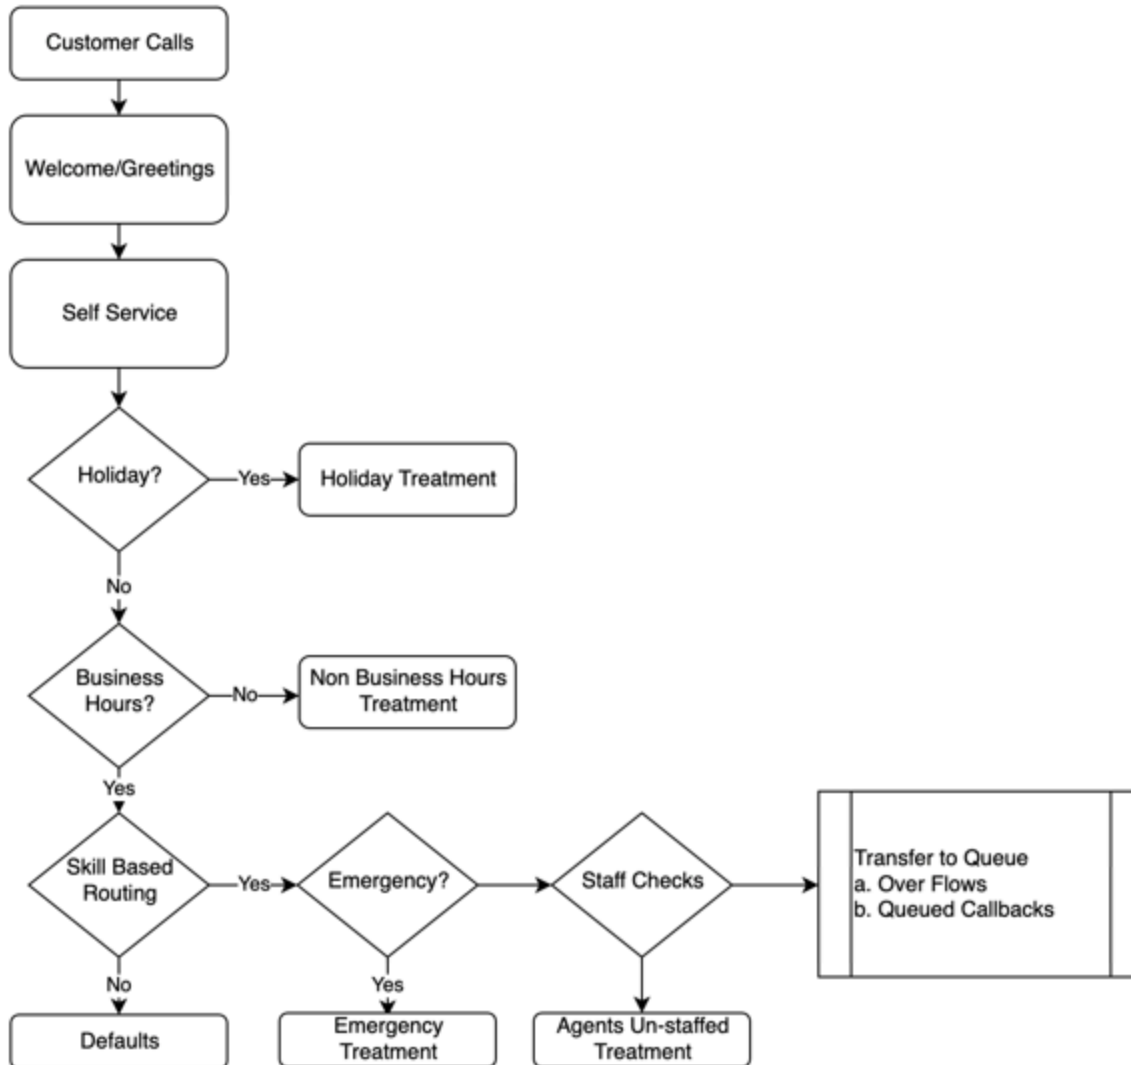 Customer Calls
Welcome/Greetings
Self Service
Holiday?
Yes
Holiday Treatment
No
Business
Hours?
No
Non Business Hours
Treatment
Yes
Skill Based
Routing
Yes
Emergency?
Staff Checks
Transfer to Queue
a. Over Flows
b. Queued Callbacks
No
Yes
Defaults
Emergency
Treatment
Agents Un-staffed
Treatment